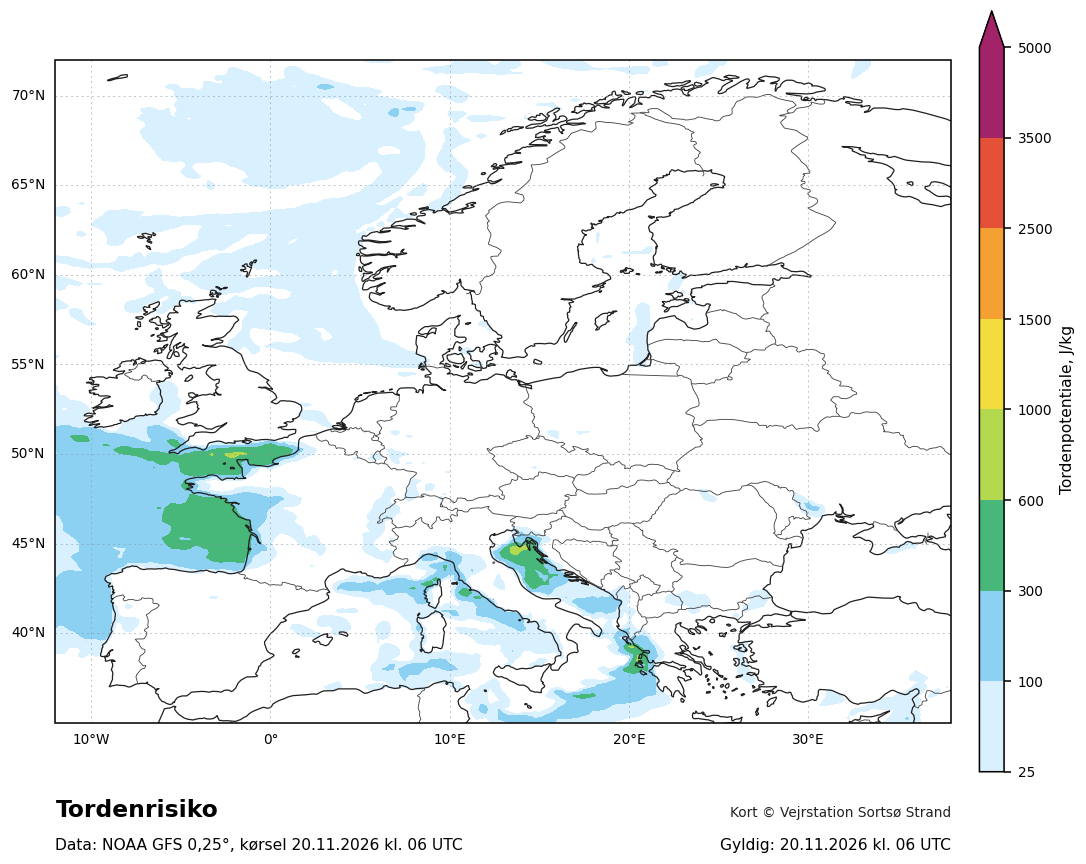 70°N
65°N
60°N
55°N
50°N
45°N
40°N
10°W
0°
10°E
20°E
30°E
5000
3500
2500
1500
1000
600
300
100
25
Tordenpotentiale, J/kg
Tordenrisiko
Kort © Vejrstation Sortsø Strand
Data: NOAA GFS 0,25°, kørsel 20.11.2026 kl. 06 UTC
Gyldig: 20.11.2026 kl. 06 UTC